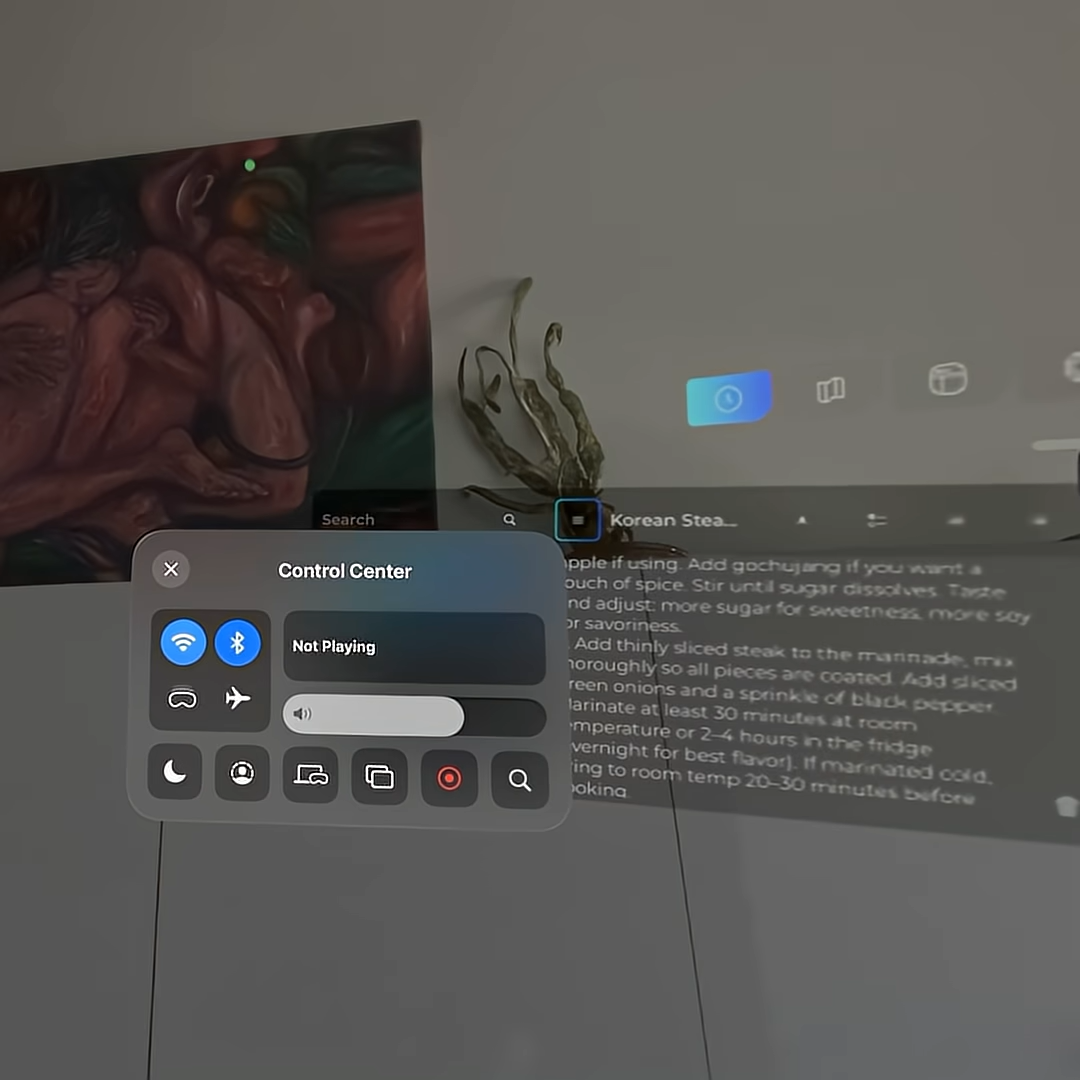 Search
Korean Stea...
Control Center
Not Playing
pple if using. Add gochujang if you want a
ouch of spice. Stir until sugar dissolves. Taste
nd adjust: more sugar for sweetness, more soy
or savoriness.
. Add thinly sliced steak to the marinade, mix
horoughly so all pieces are coated. Add sliced
reen onions and a sprinkle of black pepper.
Marinate at least 30 minutes at room
emperature or 2–4 hours in the fridge
vernight for best flavor). If marinated cold,
ring to room temp 20–30 minutes before
ooking.